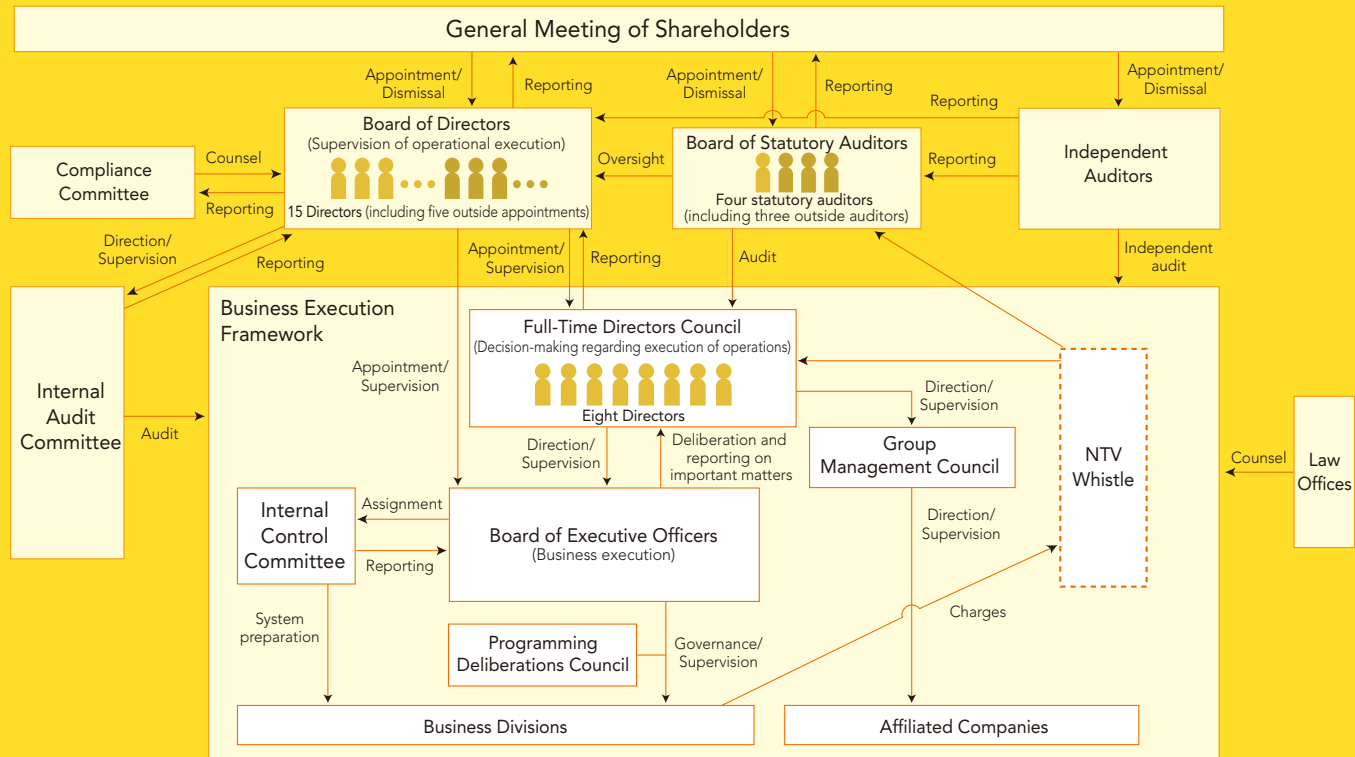 General Meeting of Shareholders
Appointment/
Dismissal
Reporting
Appointment/
Dismissal
Reporting
Appointment/
Dismissal
Reporting
Board of Directors
(Supervision of operational execution)
15 Directors (including five outside appointments)
Board of Statutory Auditors
Four statutory auditors
(including three outside auditors)
Independent
Auditors
Compliance
Committee
Counsel
Reporting
Oversight
Reporting
Direction/
Supervision
Reporting
Appointment/
Supervision
Reporting
Audit
Independent
audit
Business Execution
Framework
Full-Time Directors Council
(Decision-making regarding execution of operations)
Eight Directors
Internal
Audit
Committee
Audit
Appointment/
Supervision
Direction/
Supervision
Deliberation and
reporting on
important matters
Direction/
Supervision
Group
Management Council
NTV
Whistle
Counsel
Law
Offices
Internal
Control
Committee
Assignment
Reporting
Board of Executive Officers
(Business execution)
Direction/
Supervision
System
preparation
Programming
Deliberations Council
Governance/
Supervision
Charges
Business Divisions
Affiliated Companies